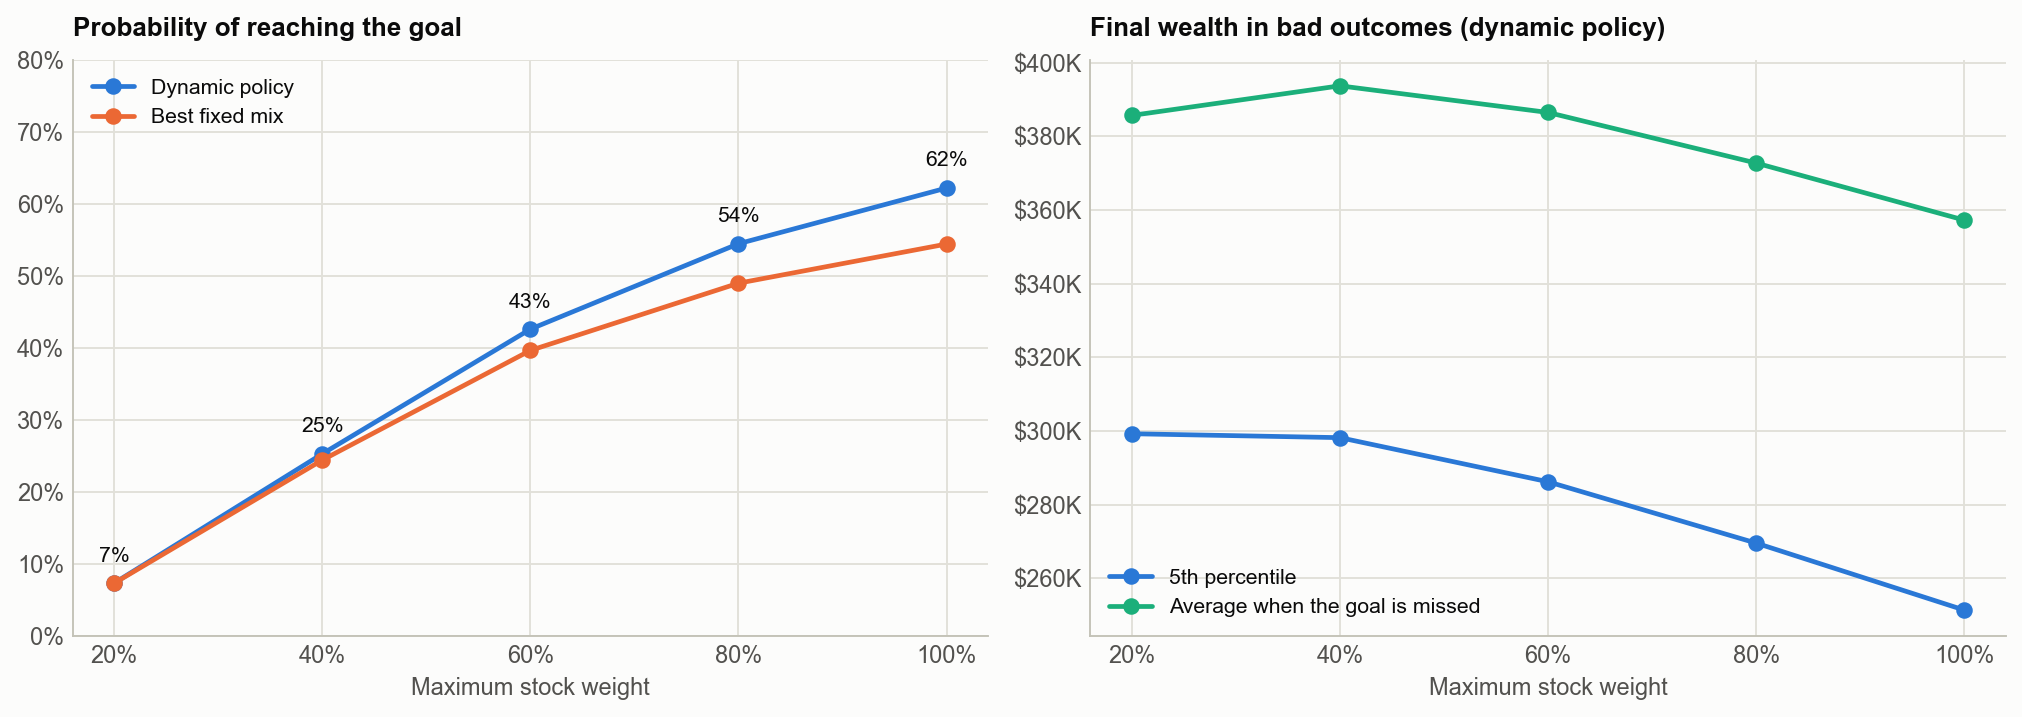 Probability of reaching the goal
80%
70%
60%
50%
40%
30%
20%
10%
0%
Dynamic policy
Best fixed mix
7%
25%
43%
54%
62%
20%
40%
60%
80%
100%
Maximum stock weight
Final wealth in bad outcomes (dynamic policy)
$400K
$380K
$360K
$340K
$320K
$300K
$280K
$260K
5th percentile
Average when the goal is missed
20%
40%
60%
80%
100%
Maximum stock weight